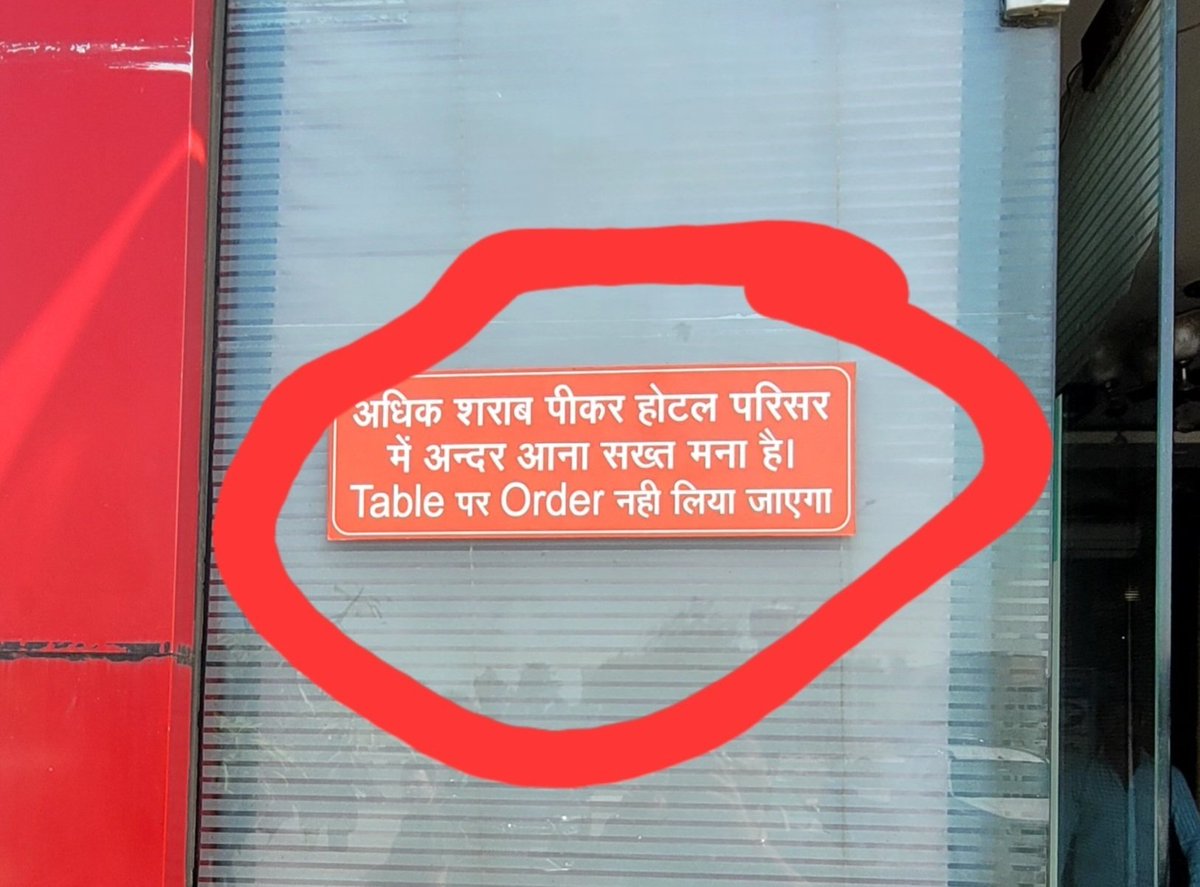 अधिक शराब पीकर होटल परिसर
में अन्दर आना सख्त मना है।
Table पर Order नही लिया जाएगा